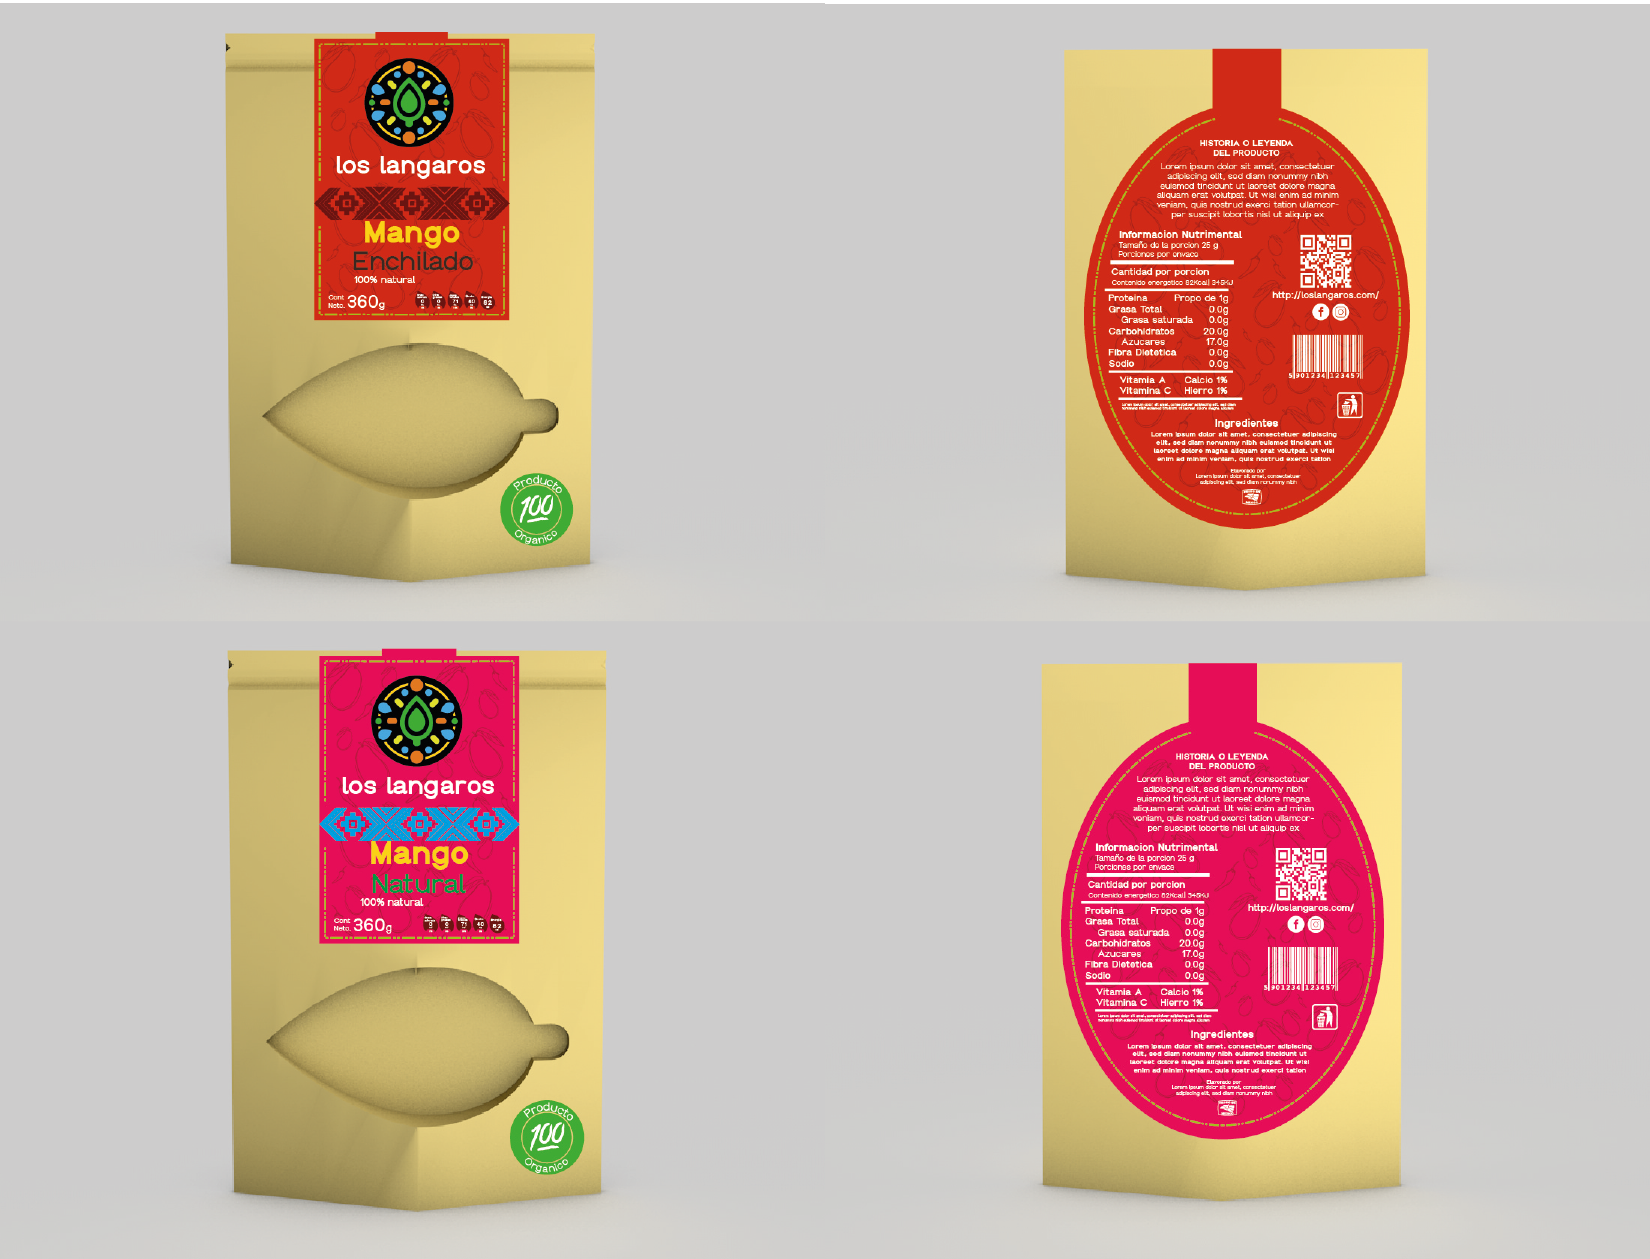 los langaros
Mango
Enchilado
100% natural
Cont
Neto. 360g
Producto
100
Organico
HISTORIA O LEYENDA
DEL PRODUCTO
Lorem ipsum dolor sit amet, consectetuer
adipiscing elit, sed diam nonummy nibh
euismod tincidunt ut laoreet dolore magna
aliquam erat volutpat. Ut wisi enim ad minim
veniam, quis nostrud exerci tation ullamcor-
per suscipit lobortis nisl ut aliquip ex
Informacion Nutrimental
Tamaño de la porcion 25 g
Porciones por envace
Cantidad por porcion
Contenido energetico 82Kcal| 345KJ
Proteina Propo de 1g
Grasa Total 0.0g
Grasa saturada 0.0g
Carbohidratos 20.0g
Azucares 17.0g
Fibra Dietetica 0.0g
Sodio 0.0g
Vitamia A Calcio 1%
Vitamina C Hierro 1%
http://loslangaros.com/
5 901234 123457
Ingredientes
Lorem ipsum dolor sit amet, consectetuer adipiscing
elit, sed diam nonummy nibh euismod tincidunt ut
laoreet dolore magna aliquam erat volutpat. Ut wisi
enim ad minim veniam, quis nostrud exerci tation
Elaborado por
Lorem ipsum dolor sit amet, consectetuer
adipiscing elit, sed diam nonummy nibh
los langaros
Mango
Natural
100% natural
Cont
Neto. 360g
Producto
100
Organico
HISTORIA O LEYENDA
DEL PRODUCTO
Lorem ipsum dolor sit amet, consectetuer
adipiscing elit, sed diam nonummy nibh
euismod tincidunt ut laoreet dolore magna
aliquam erat volutpat. Ut wisi enim ad minim
veniam, quis nostrud exerci tation ullamcor-
per suscipit lobortis nisl ut aliquip ex
Informacion Nutrimental
Tamaño de la porcion 25 g
Porciones por envace
Cantidad por porcion
Contenido energetico 82Kcal| 345KJ
Proteina Propo de 1g
Grasa Total 0.0g
Grasa saturada 0.0g
Carbohidratos 20.0g
Azucares 17.0g
Fibra Dietetica 0.0g
Sodio 0.0g
Vitamia A Calcio 1%
Vitamina C Hierro 1%
http://loslangaros.com/
5 901234 123457
Ingredientes
Lorem ipsum dolor sit amet, consectetuer adipiscing
elit, sed diam nonummy nibh euismod tincidunt ut
laoreet dolore magna aliquam erat volutpat. Ut wisi
enim ad minim veniam, quis nostrud exerci tation
Elaborado por
Lorem ipsum dolor sit amet, consectetuer
adipiscing elit, sed diam nonummy nibh